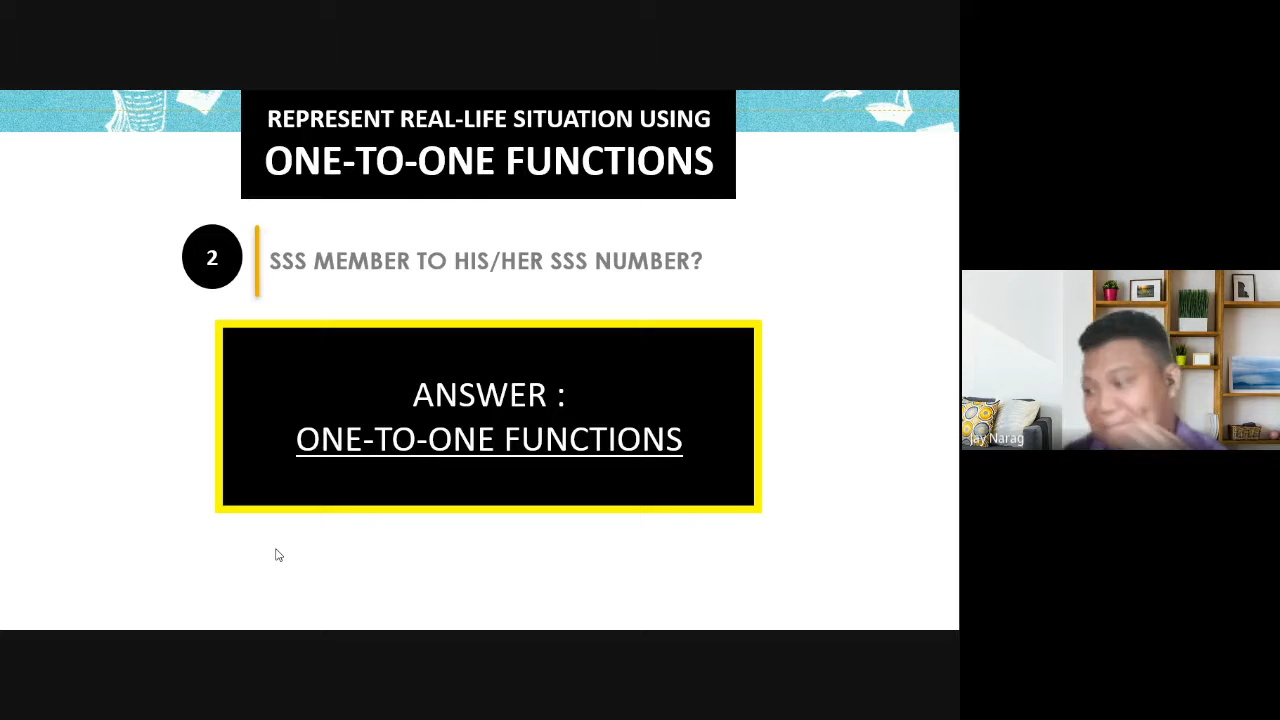 REPRESENT REAL-LIFE SITUATION USING
ONE-TO-ONE FUNCTIONS
2
SSS MEMBER TO HIS/HER SSS NUMBER?
ANSWER :
ONE-TO-ONE FUNCTIONS
Jay Narag